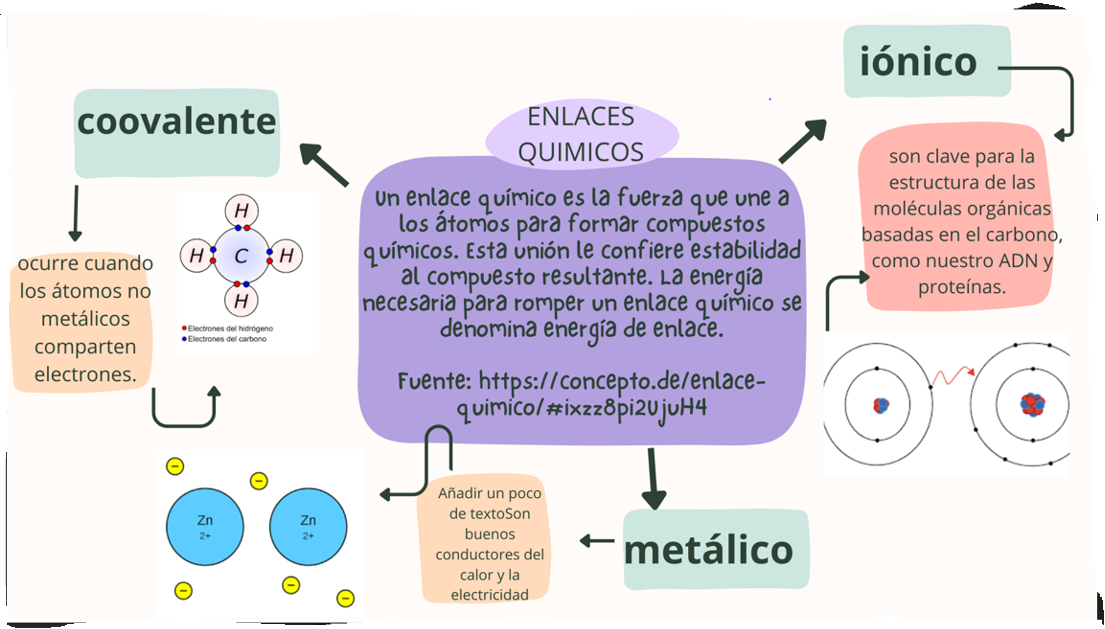 ENLACES
QUIMICOS
un enlace químico es la fuerza que une a
los átomos para formar compuestos
químicos. Esta unión le confiere estabilidad
al compuesto resultante. La energía
necesaria para romper un enlace químico se
denomina energía de enlace.
Fuente: https://concepto.de/enlace-
quimico/#ixzz8pi2UjuH4
coovalente
ocurre cuando
los átomos no
metálicos
comparten
electrones.
H
H C H
H
Electrones del hidrógeno
Electrones del carbono
iónico
son clave para la
estructura de las
moléculas orgánicas
basadas en el carbono,
como nuestro ADN y
proteínas.
metálico
Añadir un poco
de textoSon
buenos
conductores del
calor y la
electricidad
− −
Zn Zn
2+ 2+
− − −